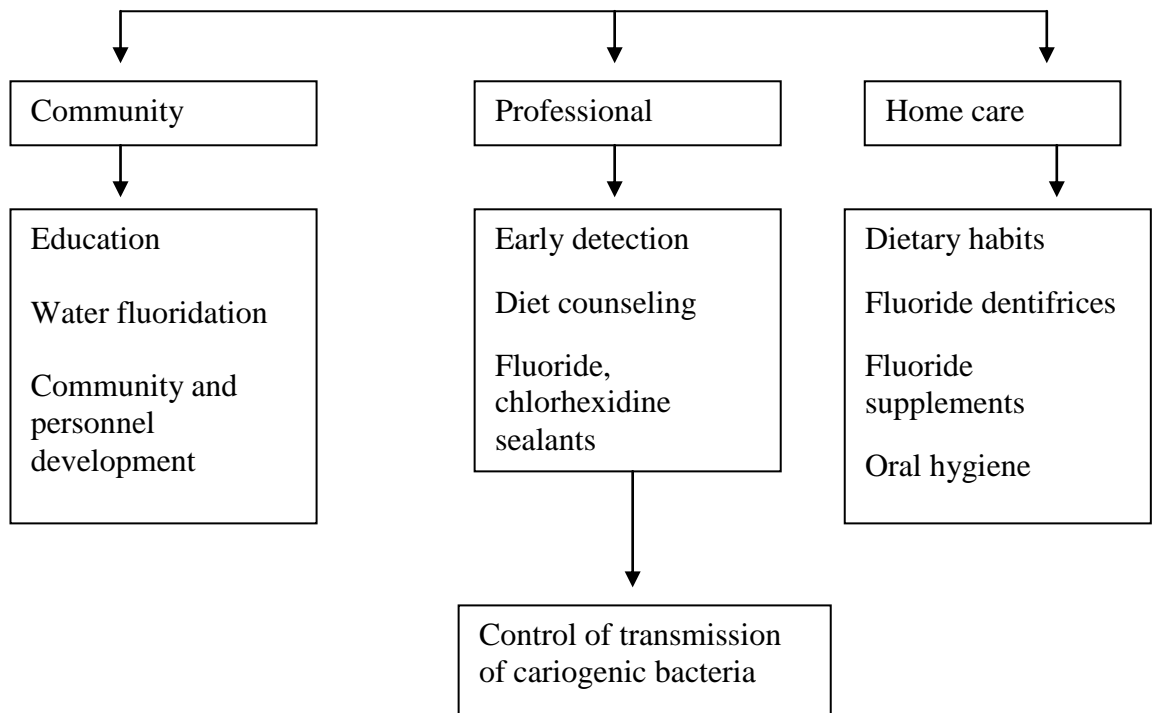 Community
Professional
Home care
Education
Water fluoridation
Community and
personnel
development
Early detection
Diet counseling
Fluoride,
chlorhexidine
sealants
Dietary habits
Fluoride dentifrices
Fluoride
supplements
Oral hygiene
Control of transmission
of cariogenic bacteria